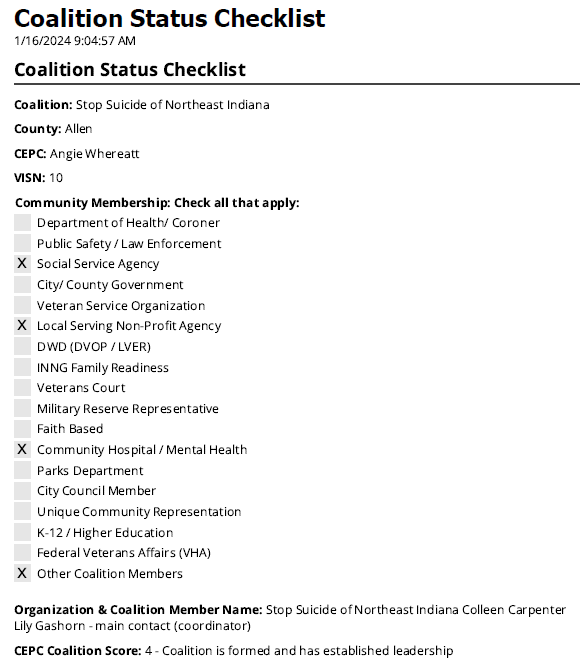 Coalition Status Checklist
1/16/2024 9:04:57 AM
Coalition Status Checklist
Coalition: Stop Suicide of Northeast Indiana
County: Allen
CEPC: Angie Whereatt
VISN: 10
Community Membership: Check all that apply:
Department of Health/ Coroner
Public Safety / Law Enforcement
X Social Service Agency
City/ County Government
Veteran Service Organization
X Local Serving Non-Profit Agency
DWD (DVOP / LVER)
INNG Family Readiness
Veterans Court
Military Reserve Representative
Faith Based
X Community Hospital / Mental Health
Parks Department
City Council Member
Unique Community Representation
K-12 / Higher Education
Federal Veterans Affairs (VHA)
X Other Coalition Members
Organization & Coalition Member Name: Stop Suicide of Northeast Indiana Colleen Carpenter
Lily Gashorn - main contact (coordinator)
CEPC Coalition Score: 4 - Coalition is formed and has established leadership